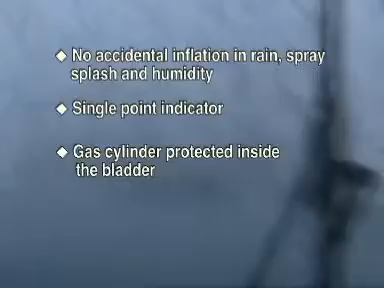 ◆ No accidental inflation in rain, spray
splash and humidity
◆ Single point indicator
◆ Gas cylinder protected inside
the bladder